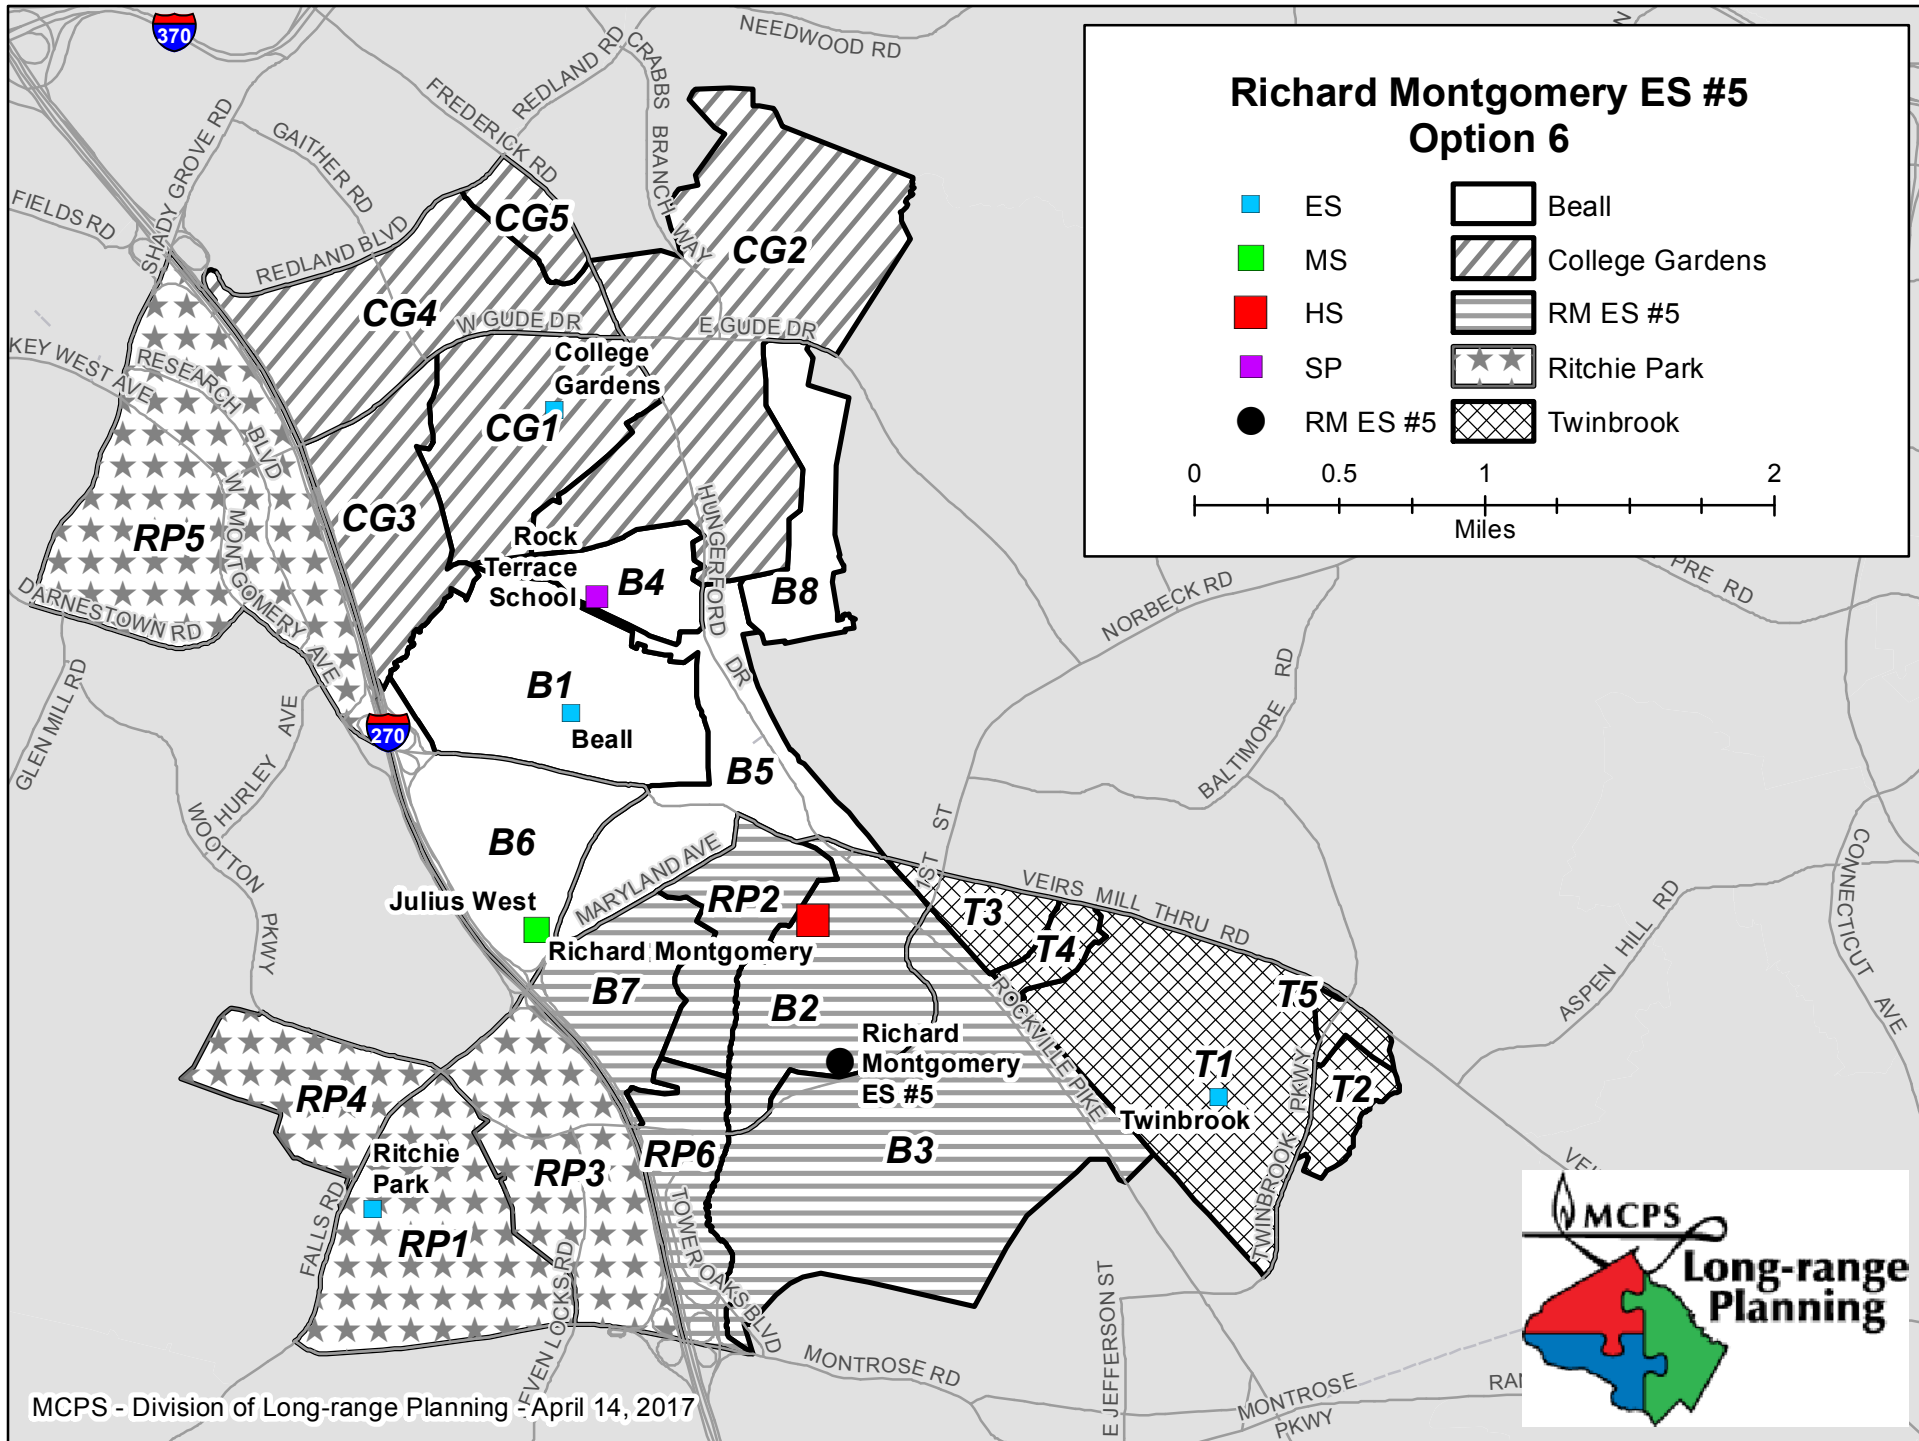 370
NEEDWOOD RD
REDLAND RD
CRABBS BRANCH WAY
FREDERICK RD
GAITHER RD
SHADY GROVE RD
FIELDS RD
REDLAND BLVD
CG5
CG2
CG4
W GUDE DR
E GUDE DR
College
Gardens
CG1
KEY WEST AVE
RESEARCH BLVD
W MONTGOMERY AVE
CG3
RP5
DARNESTOWN RD
Rock
Terrace
School
B4
B8
HUNGERFORD DR
GLEN MILL RD
HURLEY AVE
WOOTTON PKWY
270
B1
Beall
B5
B6
Julius West
MARYLAND AVE
RP2
Richard Montgomery
B7
B2
Richard
Montgomery
ES #5
B3
RP6
RP4
Ritchie
Park
RP3
RP1
FALLS RD
SEVEN LOCKS RD
TOWER OAKS BLVD
MONTROSE RD
E JEFFERSON ST
MONTROSE PKWY
RAN
NORBECK RD
BALTIMORE RD
1ST ST
VEIRS MILL THRU RD
T3
T4
T5
T1
T2
Twinbrook
TWINBROOK PKWY
ROCKVILLE PIKE
ASPEN HILL RD
CONNECTICUT AVE
PRE RD
VEI
N
Richard Montgomery ES #5
Option 6
ES
Beall
MS
College Gardens
HS
RM ES #5
SP
Ritchie Park
RM ES #5
Twinbrook
0 0.5 1 2
Miles
MCPS
Long-range
Planning
MCPS - Division of Long-range Planning - April 14, 2017